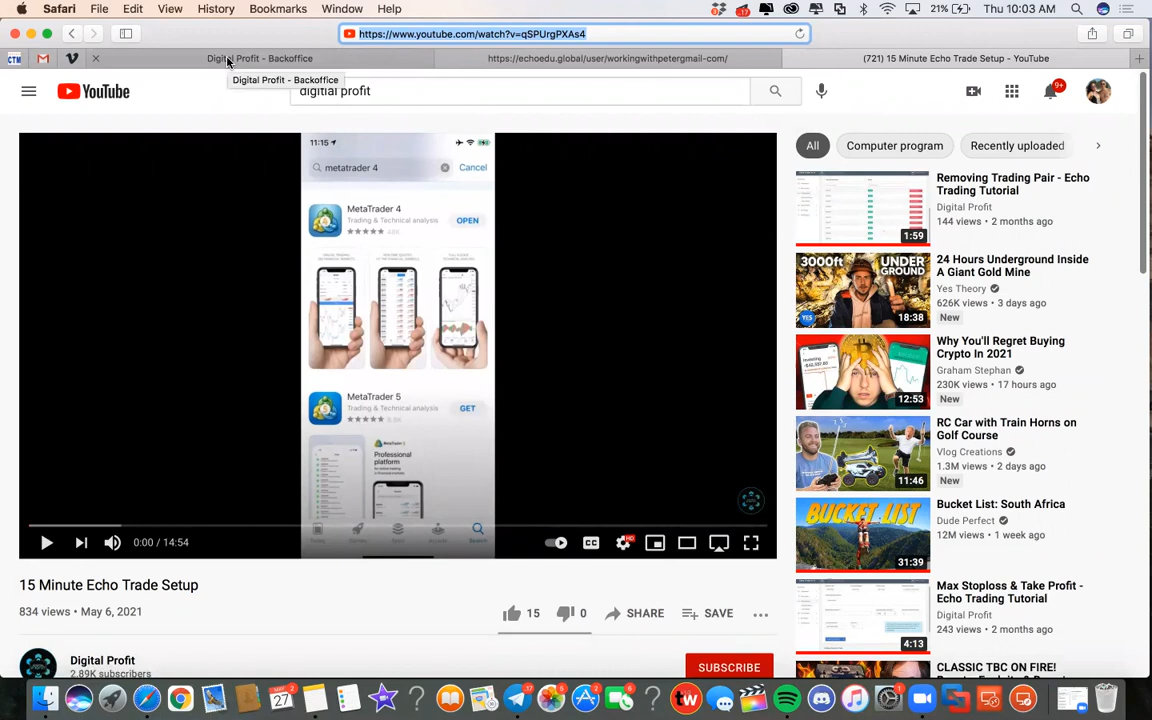 Safari File Edit View History Bookmarks Window Help
17
21%
Thu 10:03 AM
https://www.youtube.com/watch?v=qSPUrgPXAs4
CTM
Digital Profit - Backoffice
https://echoedu.global/user/workingwithpetergmail-com/
(721) 15 Minute Echo Trade Setup - YouTube
Digital Profit - Backoffice
YouTube
digitial profit
9+
11:15
metatrader 4
Cancel
MetaTrader 4
Trading & Technical analysis
OPEN
MetaTrader 5
Trading & Technical analysis
GET
Professional
platform
Search
0:00 / 14:54
CC
HD
15 Minute Echo Trade Setup
834 views • May 6, 2021
15
0
SHARE
SAVE
Digital Profit
2.89K subscribers
SUBSCRIBE
All
Computer program
Recently uploaded
Removing Trading Pair - Echo
Trading Tutorial
Digital Profit
144 views • 2 months ago
1:59
3000ft
UNDER
GROUND
YES
18:38
24 Hours Underground Inside
A Giant Gold Mine
Yes Theory
626K views • 3 days ago
New
12:53
Why You'll Regret Buying
Crypto In 2021
Graham Stephan
230K views • 17 hours ago
New
11:46
RC Car with Train Horns on
Golf Course
Vlog Creations
1.3M views • 2 days ago
New
BUCKET LIST
31:39
Bucket List: South Africa
Dude Perfect
12M views • 1 week ago
Max Stoploss & Take Profit -
Echo Trading Tutorial
Digital Profit
243 views • 2 months ago
4:13
CLASSIC TBC ON FIRE!
MAY
27
tw